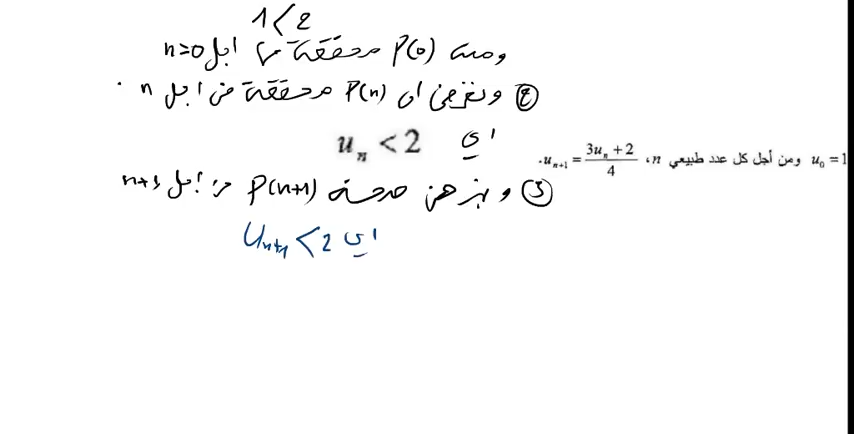 1 < 2
ومنه P(0) محققة من اجل n=0
② ونفرض ان P(n) محققة من اجل n .
اي u_n < 2
u_0 = 1 ومن أجل كل عدد طبيعي n، u_{n+1} = \frac{3u_n + 2}{4}.
③ و نبرهن صحة P(n+1) من اجل n+1
اي U_{n+1} < 2